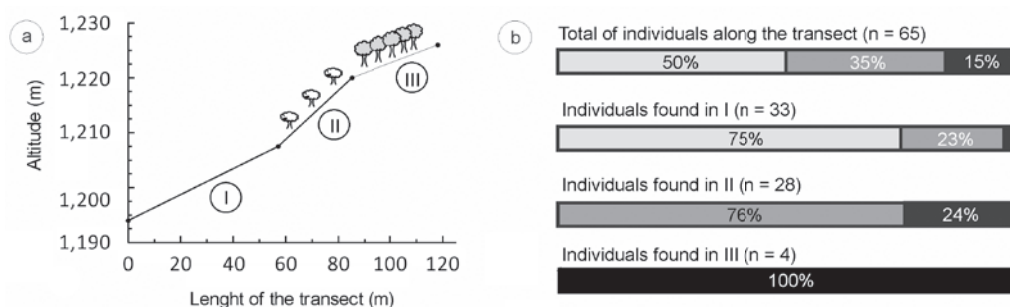 a
1,230
1,220
1,210
1,200
1,190
Altitude (m)
I
II
III
0
20
40
60
80
100
120
Lenght of the transect (m)
b
Total of individuals along the transect (n = 65)
50% 35% 15%
Individuals found in I (n = 33)
75% 23%
Individuals found in II (n = 28)
76% 24%
Individuals found in III (n = 4)
100%